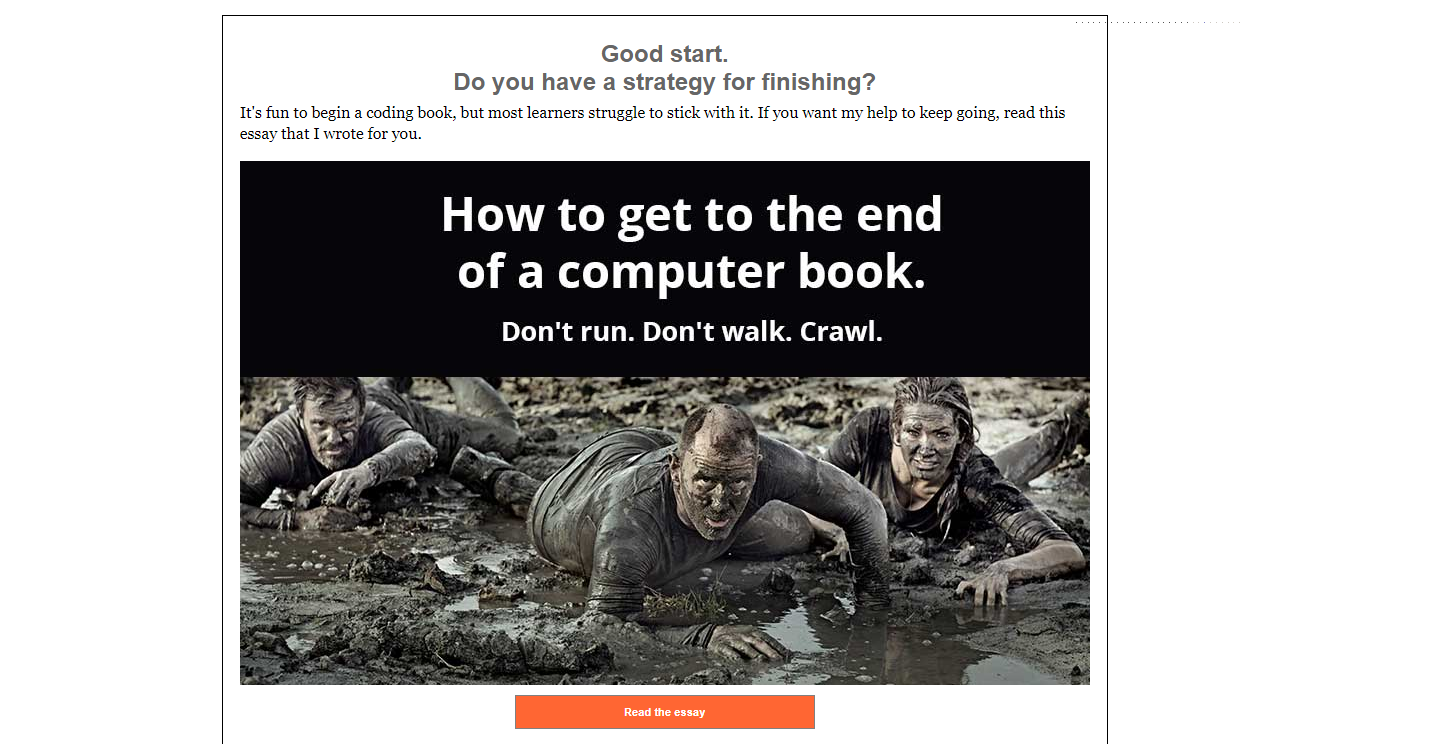 Good start.
Do you have a strategy for finishing?
It's fun to begin a coding book, but most learners struggle to stick with it. If you want my help to keep going, read this
essay that I wrote for you.
How to get to the end
of a computer book.
Don't run. Don't walk. Crawl.
Read the essay